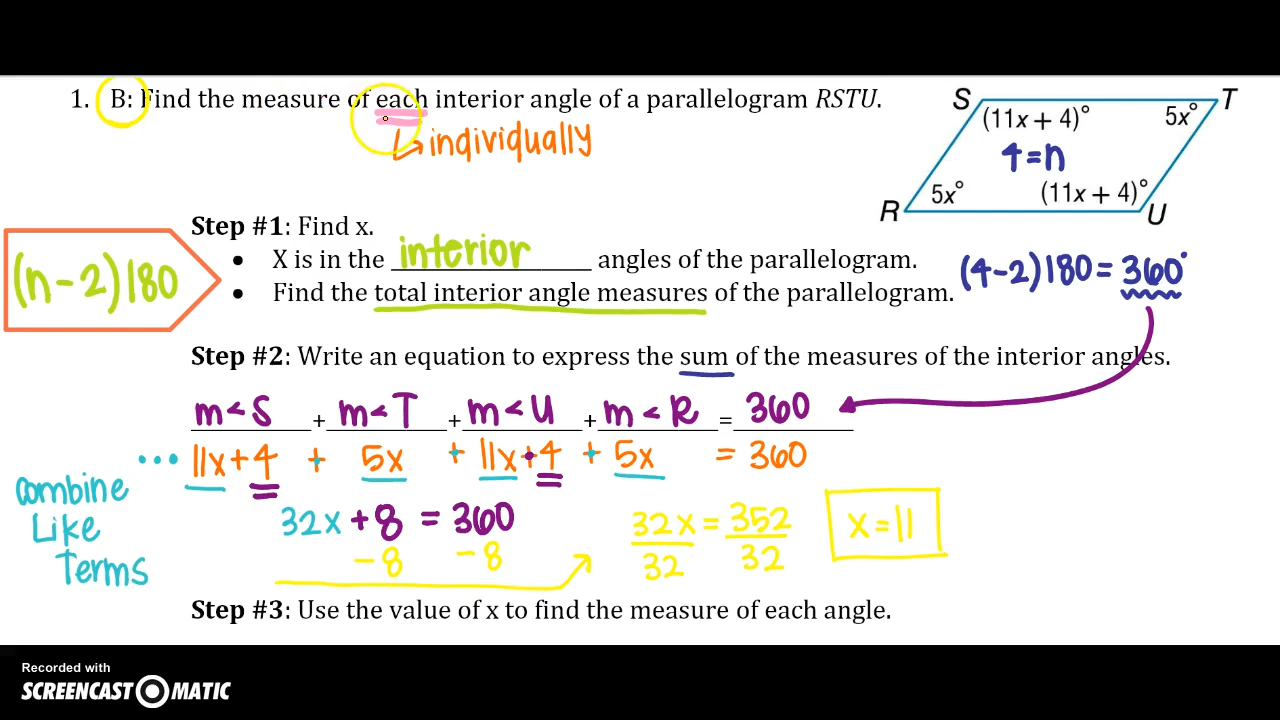 1. B: Find the measure of each interior angle of a parallelogram RSTU.
individually
S T
(11x + 4)° 5x°
4=n
5x° (11x + 4)°
R U
Step #1: Find x.
• X is in the interior angles of the parallelogram.
(n-2)180
(4-2)180=360°
• Find the total interior angle measures of the parallelogram.
Step #2: Write an equation to express the sum of the measures of the interior angles.
m<S + m<T + m<U + m<R = 360
... 11x+4 + 5x + 11x+4 + 5x = 360
Combine
Like
Terms
32x +8 = 360
-8 -8
32x = 352
32 32
x=11
Step #3: Use the value of x to find the measure of each angle.
Recorded with
SCREENCAST O MATIC